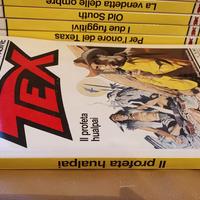 La vendetta delle ombre
Old South
I due fuggitivi
Per l'onore del Texas
TEX
Il profeta
hualpai
Il profeta hualpai